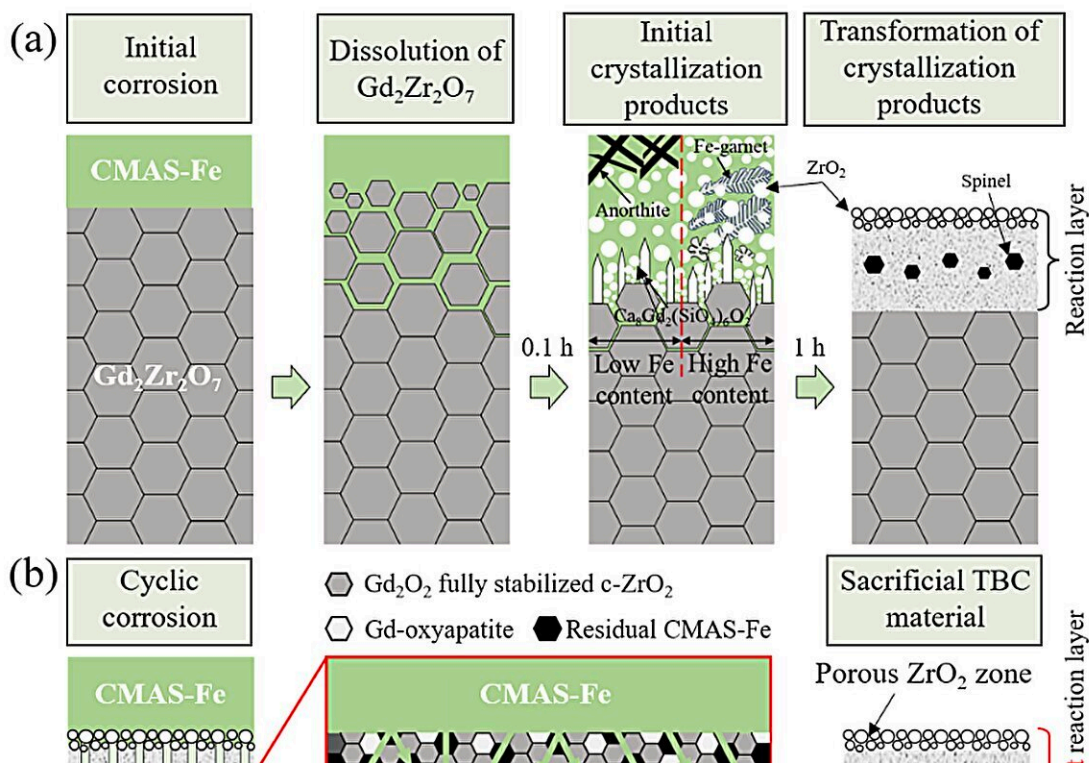 (a)
Initial
corrosion
Dissolution of
Gd₂Zr₂O₇
Initial
crystallization
products
Transformation of
crystallization
products
CMAS-Fe
Gd₂Zr₂O₇
Fe-garnet
Anorthite
Ca₈Gd₂(SiO₄)₆O₂
Low Fe
content
High Fe
content
ZrO₂
Spinel
Reaction layer
0.1 h
1 h
(b)
Cyclic
corrosion
Gd₂O₂ fully stabilized c-ZrO₂
Gd-oxyapatite
Residual CMAS-Fe
Sacrificial TBC
material
CMAS-Fe
CMAS-Fe
Porous ZrO₂ zone
reaction layer